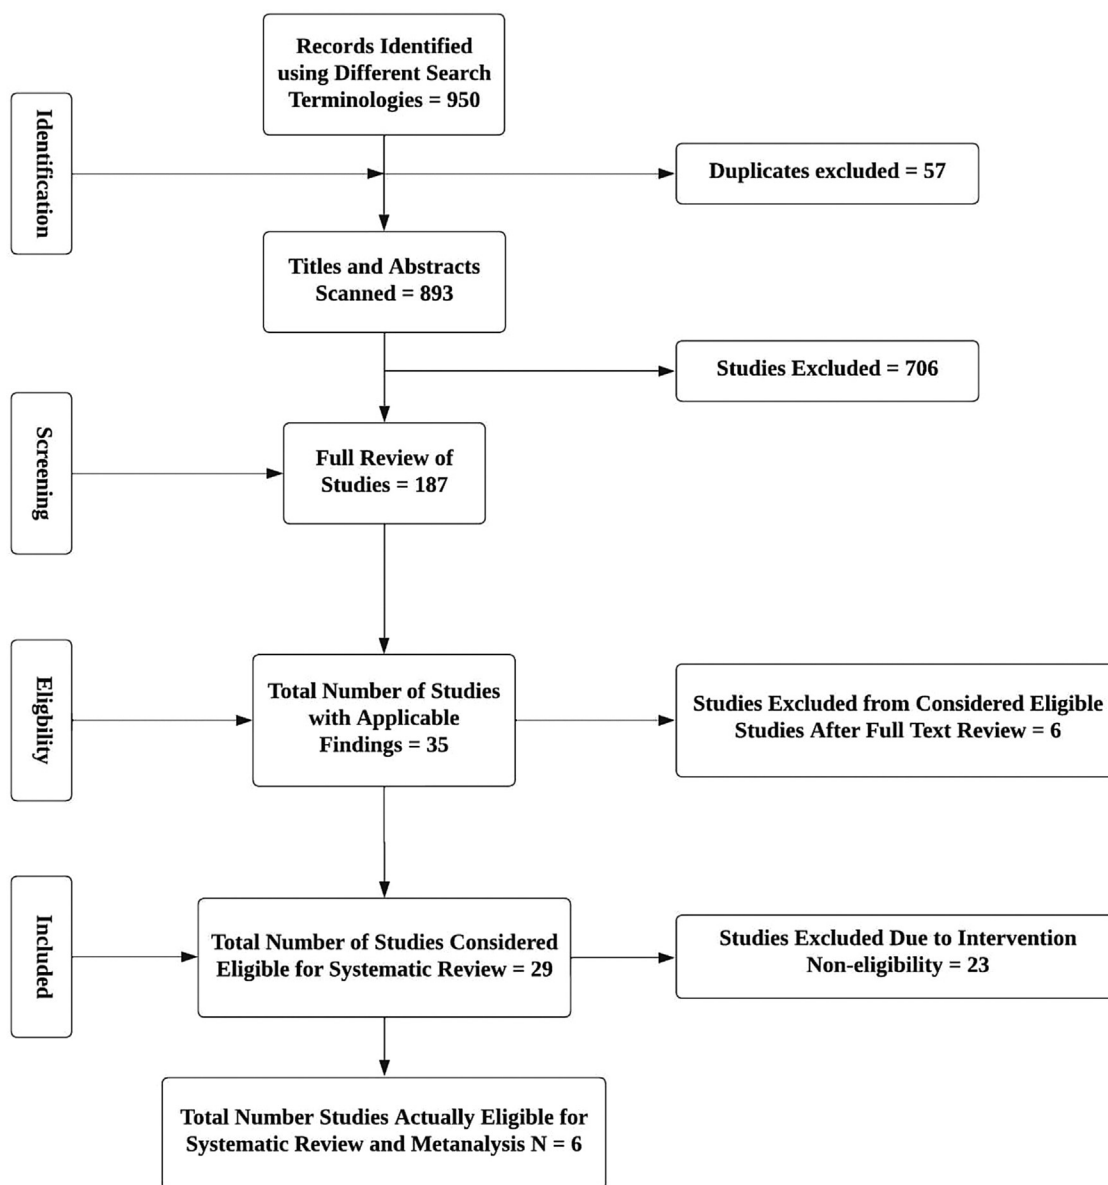 Records Identified
using Different Search
Terminologies = 950
Identification
Duplicates excluded = 57
Titles and Abstracts
Scanned = 893
Studies Excluded = 706
Screening
Full Review of
Studies = 187
Eligbility
Total Number of Studies
with Applicable
Findings = 35
Studies Excluded from Considered Eligible
Studies After Full Text Review = 6
Included
Total Number of Studies Considered
Eligible for Systematic Review = 29
Studies Excluded Due to Intervention
Non-eligibility = 23
Total Number Studies Actually Eligible for
Systematic Review and Metanalysis N = 6